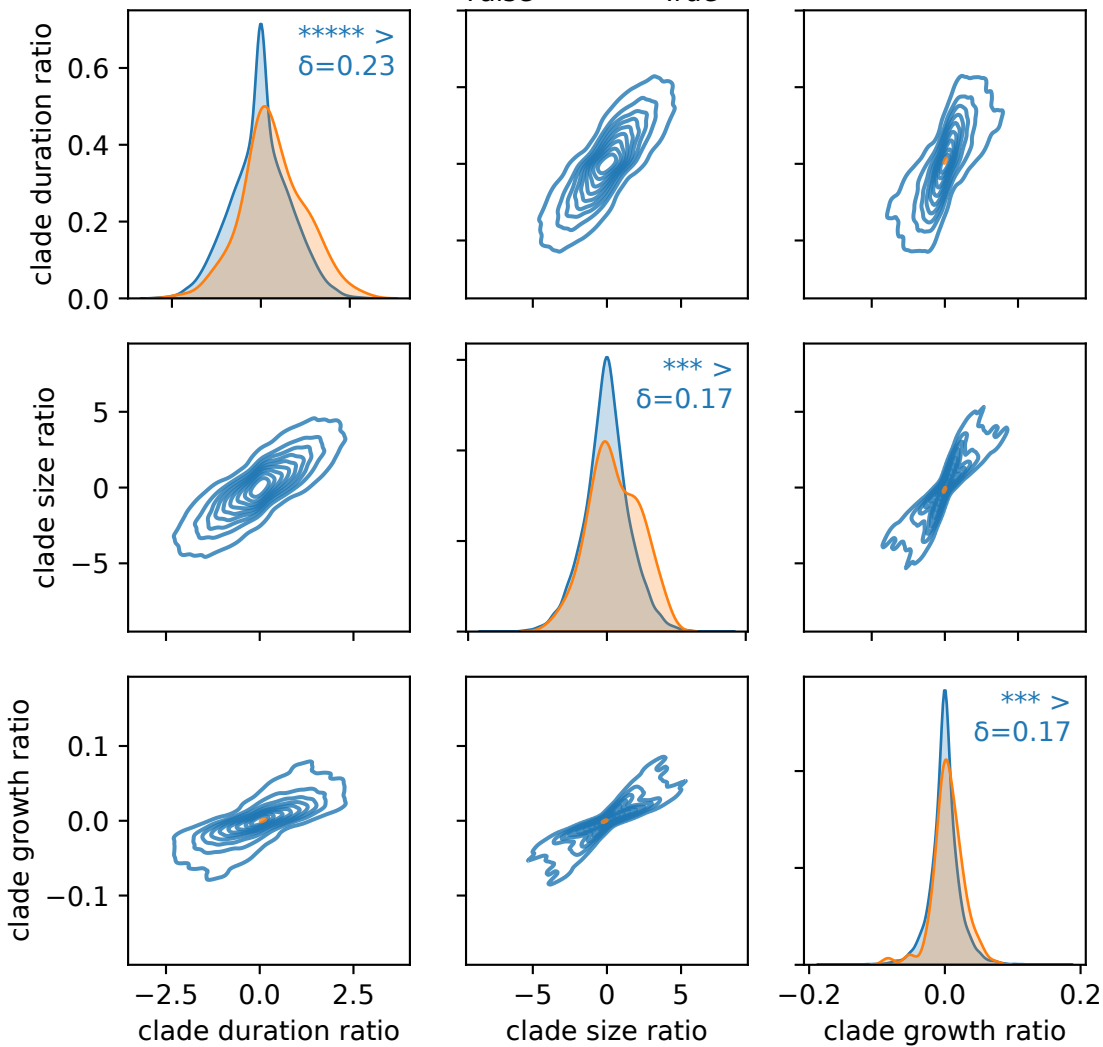 ***** >
δ=0.23
clade duration ratio
0.6
0.4
0.2
0.0
*** >
δ=0.17
clade size ratio
5
0
−5
*** >
δ=0.17
clade growth ratio
0.1
0.0
−0.1
−2.5 0.0 2.5
−5 0 5
−0.2 0.0 0.2
clade duration ratio
clade size ratio
clade growth ratio